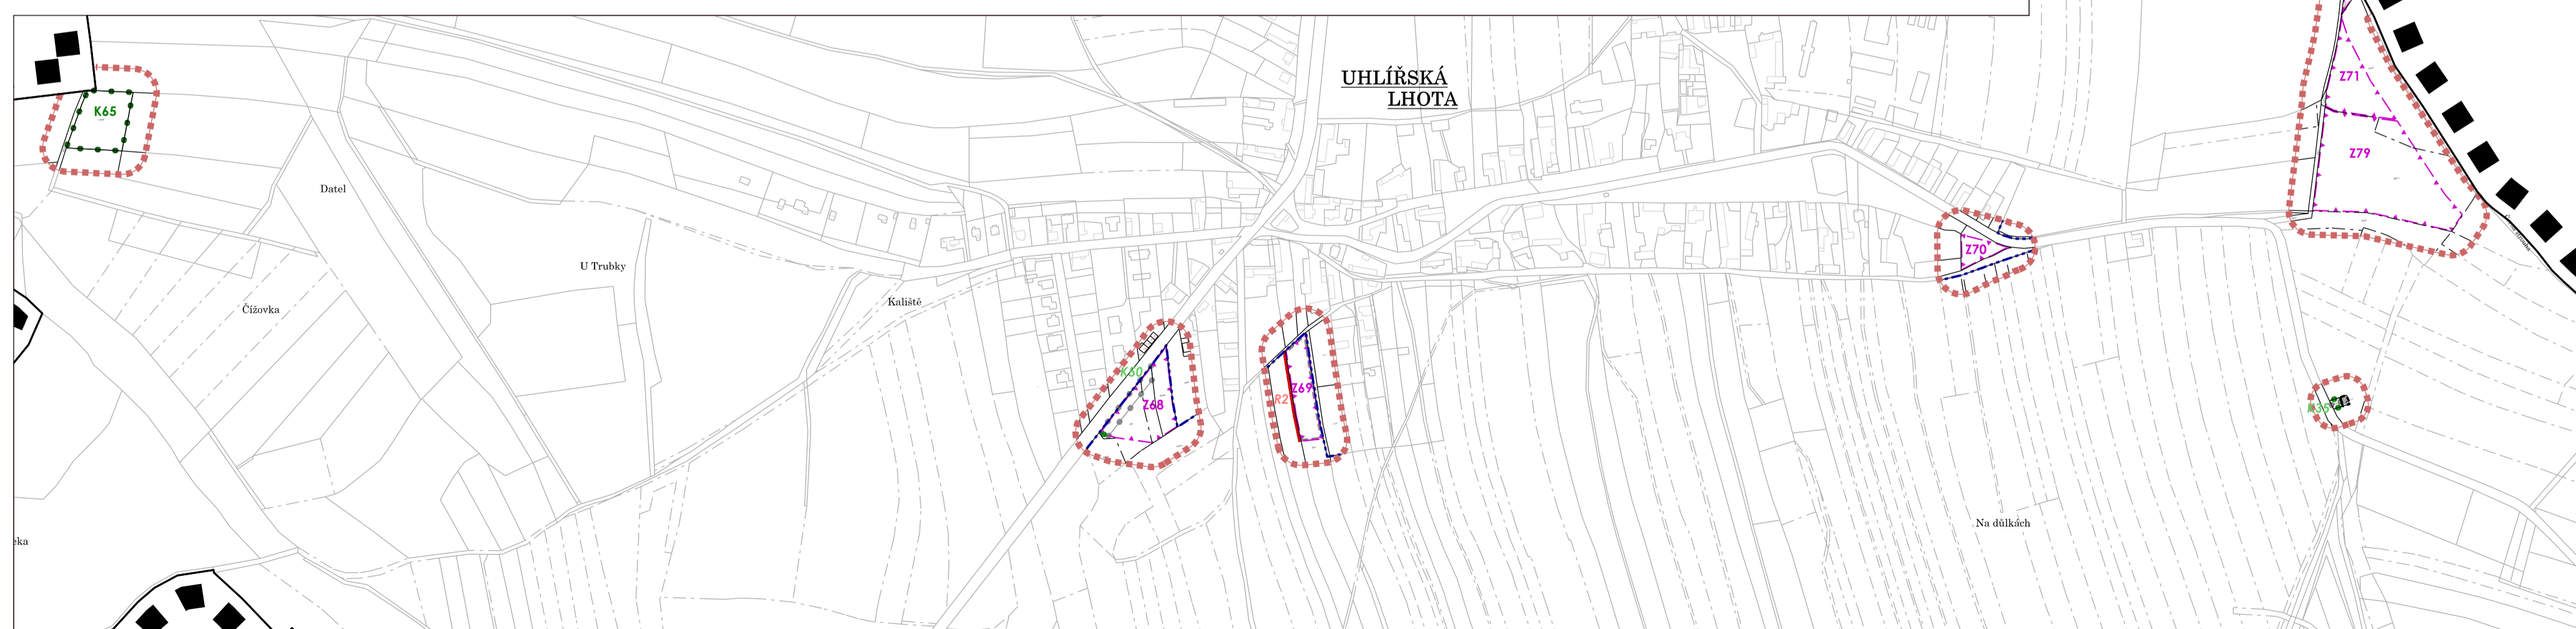 UHLÍŘSKÁ
LHOTA
Z71
K65
Z79
Datel
Z70
U Trubky
Kaliště
Čížovka
K50
Z69
R2
Z68
Na důlkách